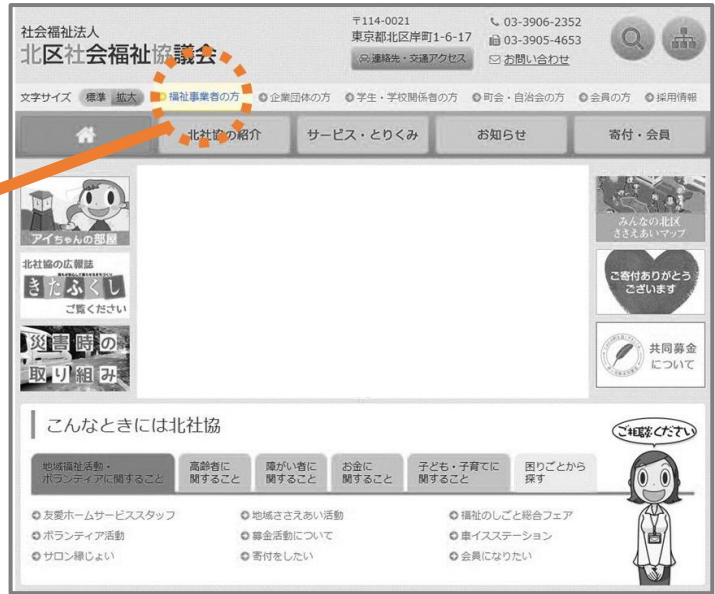 社会福祉法人
北区社会福祉協議会
〒114-0021
東京都北区岸町1-6-17
連絡先・交通アクセス
03-3906-2352
03-3905-4653
お問い合わせ
文字サイズ 標準 拡大 福祉事業者の方 企業団体の方 学生・学校関係者の方 町会・自治会の方 会員の方 採用情報
北社協の紹介 サービス・とりくみ お知らせ 寄付・会員
アイちゃんの部屋
北社協の広報誌
きたふくし
ご覧ください
災害時の
取り組み
みんなの北区
ささえあいマップ
ご寄付ありがとう
ございます
共同募金
について
こんなときには北社協
ご相談ください
地域福祉活動・
ボランティアに関すること
高齢者に
関すること
障がい者に
関すること
お金に
関すること
子ども・子育てに
関すること
困りごとから
探す
友愛ホームサービススタッフ 地域ささえあい活動 福祉のしごと総合フェア
ボランティア活動 募金活動について 車イスステーション
サロン縁じょい 寄付をしたい 会員になりたい